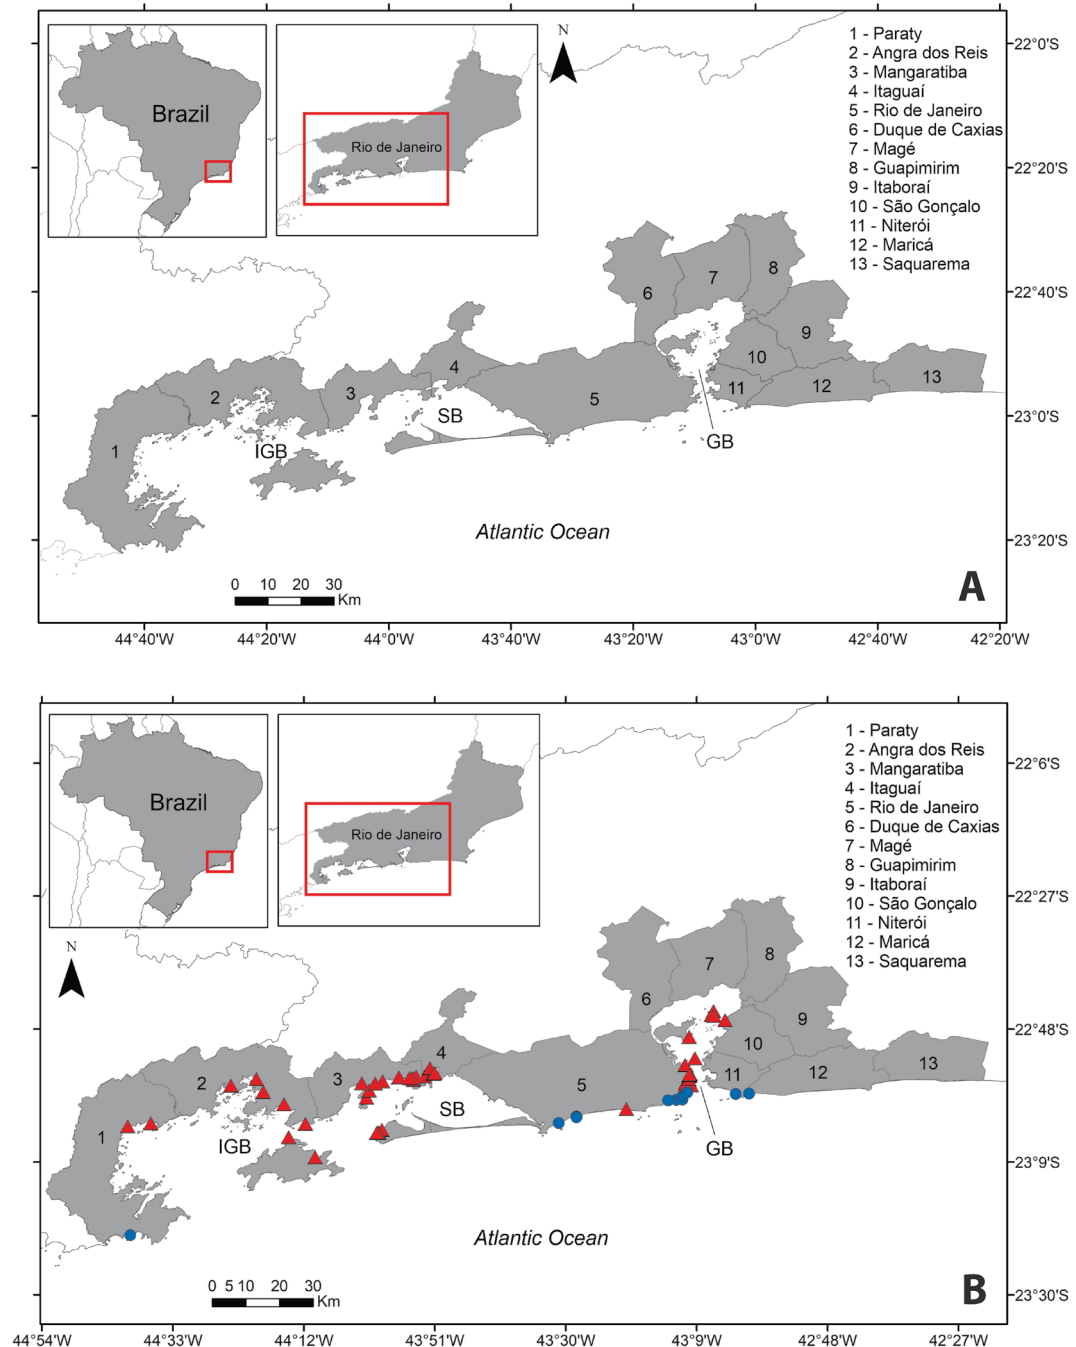 Brazil
Rio de Janeiro
N
1 - Paraty
2 - Angra dos Reis
3 - Mangaratiba
4 - Itaguaí
5 - Rio de Janeiro
6 - Duque de Caxias
7 - Magé
8 - Guapimirim
9 - Itaboraí
10 - São Gonçalo
11 - Niterói
12 - Maricá
13 - Saquarema
22°0'S
22°20'S
22°40'S
23°0'S
23°20'S
1
2
3
4
5
6
7
8
9
10
11
12
13
IGB
SB
GB
Atlantic Ocean
0 10 20 30
Km
A
44°40'W 44°20'W 44°0'W 43°40'W 43°20'W 43°0'W 42°40'W 42°20'W
Brazil
Rio de Janeiro
N
1 - Paraty
2 - Angra dos Reis
3 - Mangaratiba
4 - Itaguaí
5 - Rio de Janeiro
6 - Duque de Caxias
7 - Magé
8 - Guapimirim
9 - Itaboraí
10 - São Gonçalo
11 - Niterói
12 - Maricá
13 - Saquarema
22°6'S
22°27'S
22°48'S
23°9'S
23°30'S
1
2
3
4
5
6
7
8
9
10
11
12
13
IGB
SB
GB
Atlantic Ocean
0 5 10 20 30
Km
B
44°54'W 44°33'W 44°12'W 43°51'W 43°30'W 43°9'W 42°48'W 42°27'W